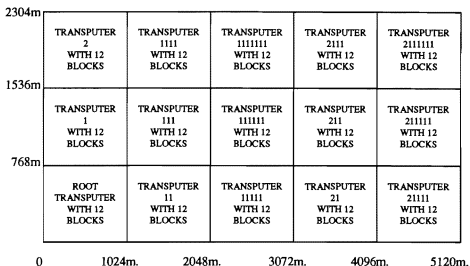 2304m
TRANSPUTER
2
WITH 12
BLOCKS
TRANSPUTER
1111
WITH 12
BLOCKS
TRANSPUTER
1111111
WITH 12
BLOCKS
TRANSPUTER
2111
WITH 12
BLOCKS
TRANSPUTER
2111111
WITH 12
BLOCKS
1536m
TRANSPUTER
1
WITH 12
BLOCKS
TRANSPUTER
111
WITH 12
BLOCKS
TRANSPUTER
111111
WITH 12
BLOCKS
TRANSPUTER
211
WITH 12
BLOCKS
TRANSPUTER
211111
WITH 12
BLOCKS
768m
ROOT
TRANSPUTER
WITH 12
BLOCKS
TRANSPUTER
11
WITH 12
BLOCKS
TRANSPUTER
11111
WITH 12
BLOCKS
TRANSPUTER
21
WITH 12
BLOCKS
TRANSPUTER
21111
WITH 12
BLOCKS
0 1024m. 2048m. 3072m. 4096m. 5120m.